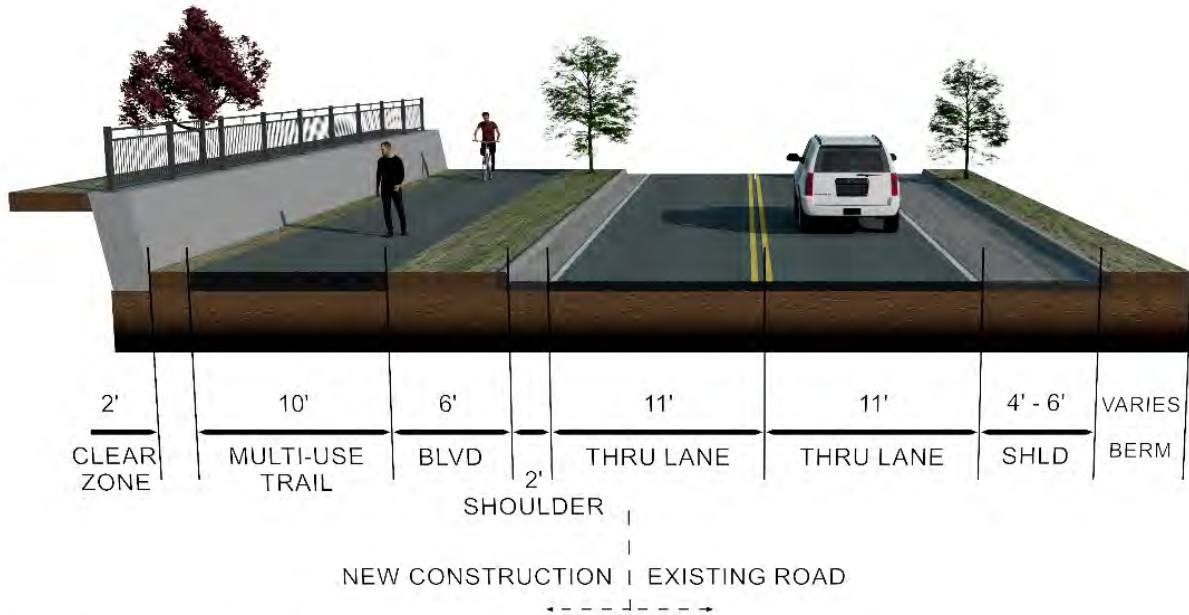 2'
CLEAR
ZONE
10'
MULTI-USE
TRAIL
6'
BLVD
2'
SHOULDER
11'
THRU LANE
11'
THRU LANE
4' - 6'
SHLD
VARIES
BERM
NEW CONSTRUCTION
EXISTING ROAD